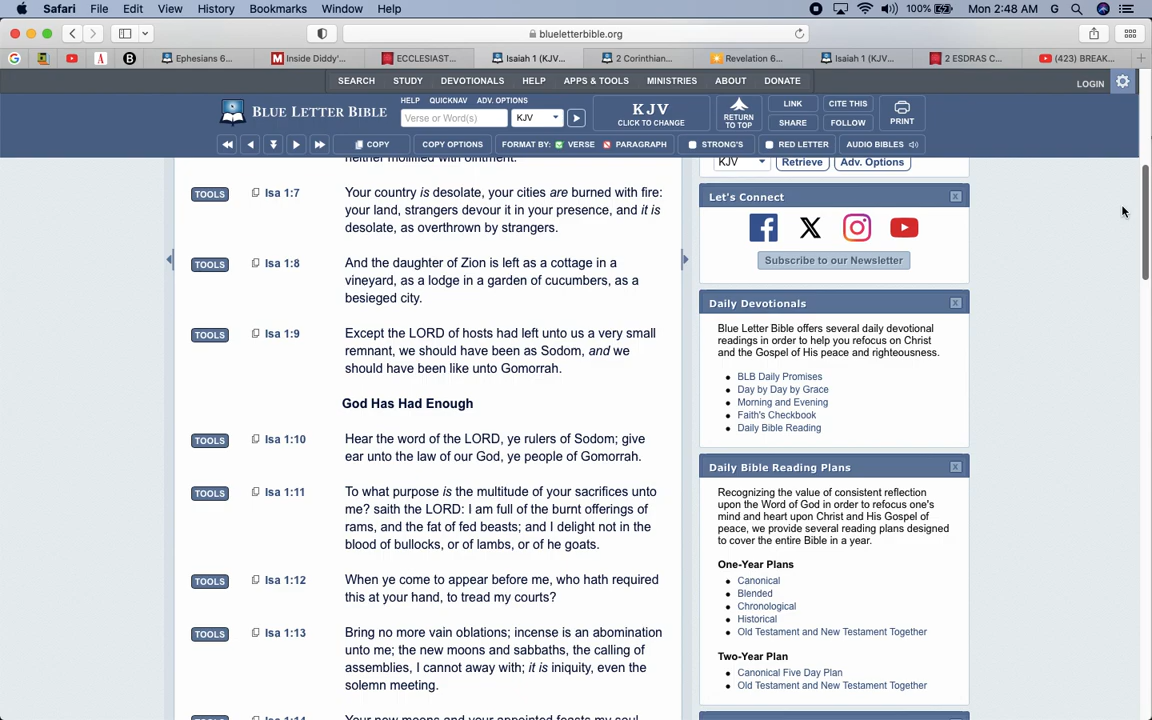 Safari File Edit View History Bookmarks Window Help 100% Mon 2:48 AM G
blueletterbible.org
Ephesians 6... Inside Diddy'... ECCLESIAST... Isaiah 1 (KJV... 2 Corinthian... Revelation 6... Isaiah 1 (KJV... 2 ESDRAS C... (423) BREAK...
SEARCH STUDY DEVOTIONALS HELP APPS & TOOLS MINISTRIES ABOUT DONATE LOGIN
BLUE LETTER BIBLE
HELP QUICKNAV ADV. OPTIONS
Verse or Word(s) KJV
KJV
CLICK TO CHANGE
RETURN
TO TOP
LINK CITE THIS
SHARE FOLLOW
PRINT
COPY COPY OPTIONS FORMAT BY: VERSE PARAGRAPH STRONG'S RED LETTER AUDIO BIBLES
neither mollified with ointment.
TOOLS Isa 1:7 Your country is desolate, your cities are burned with fire:
your land, strangers devour it in your presence, and it is
desolate, as overthrown by strangers.
TOOLS Isa 1:8 And the daughter of Zion is left as a cottage in a
vineyard, as a lodge in a garden of cucumbers, as a
besieged city.
TOOLS Isa 1:9 Except the LORD of hosts had left unto us a very small
remnant, we should have been as Sodom, and we
should have been like unto Gomorrah.
God Has Had Enough
TOOLS Isa 1:10 Hear the word of the LORD, ye rulers of Sodom; give
ear unto the law of our God, ye people of Gomorrah.
TOOLS Isa 1:11 To what purpose is the multitude of your sacrifices unto
me? saith the LORD: I am full of the burnt offerings of
rams, and the fat of fed beasts; and I delight not in the
blood of bullocks, or of lambs, or of he goats.
TOOLS Isa 1:12 When ye come to appear before me, who hath required
this at your hand, to tread my courts?
TOOLS Isa 1:13 Bring no more vain oblations; incense is an abomination
unto me; the new moons and sabbaths, the calling of
assemblies, I cannot away with; it is iniquity, even the
solemn meeting.
TOOLS Isa 1:14 Your new moons and your appointed feasts my soul
KJV Retrieve Adv. Options
Let's Connect
Subscribe to our Newsletter
Daily Devotionals
Blue Letter Bible offers several daily devotional
readings in order to help you refocus on Christ
and the Gospel of His peace and righteousness.
BLB Daily Promises
Day by Day by Grace
Morning and Evening
Faith's Checkbook
Daily Bible Reading
Daily Bible Reading Plans
Recognizing the value of consistent reflection
upon the Word of God in order to refocus one's
mind and heart upon Christ and His Gospel of
peace, we provide several reading plans designed
to cover the entire Bible in a year.
One-Year Plans
Canonical
Blended
Chronological
Historical
Old Testament and New Testament Together
Two-Year Plan
Canonical Five Day Plan
Old Testament and New Testament Together